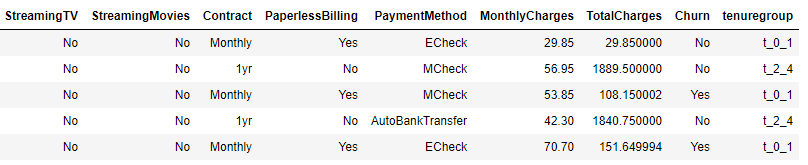 StreamingTV StreamingMovies Contract PaperlessBilling PaymentMethod MonthlyCharges TotalCharges Churn tenuregroup
No No Monthly Yes ECheck 29.85 29.850000 No t_0_1
No No 1yr No MCheck 56.95 1889.500000 No t_2_4
No No Monthly Yes MCheck 53.85 108.150002 Yes t_0_1
No No 1yr No AutoBankTransfer 42.30 1840.750000 No t_2_4
No No Monthly Yes ECheck 70.70 151.649994 Yes t_0_1